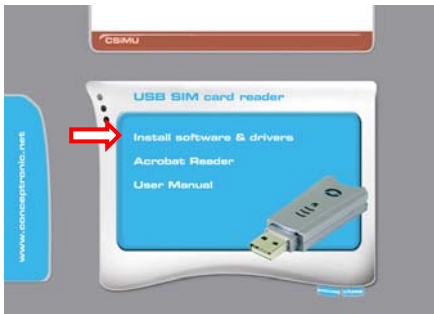 CSIMU
USB SIM card reader
Install software & drivers
Acrobat Reader
User Manual
www.conceptronic.net